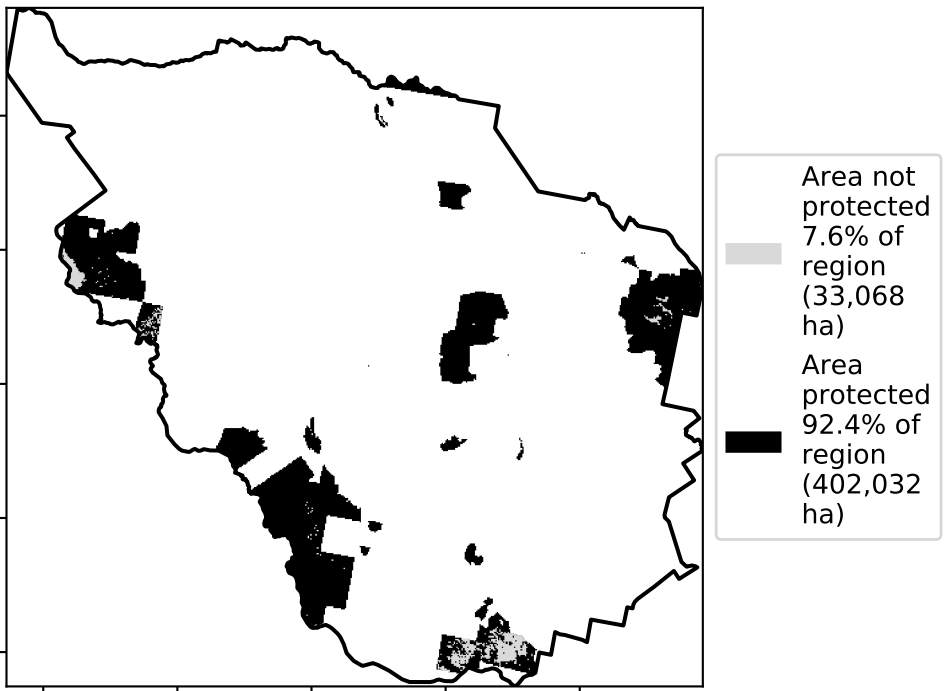 Area not
protected
7.6% of
region
(33,068
ha)
Area
protected
92.4% of
region
(402,032
ha)